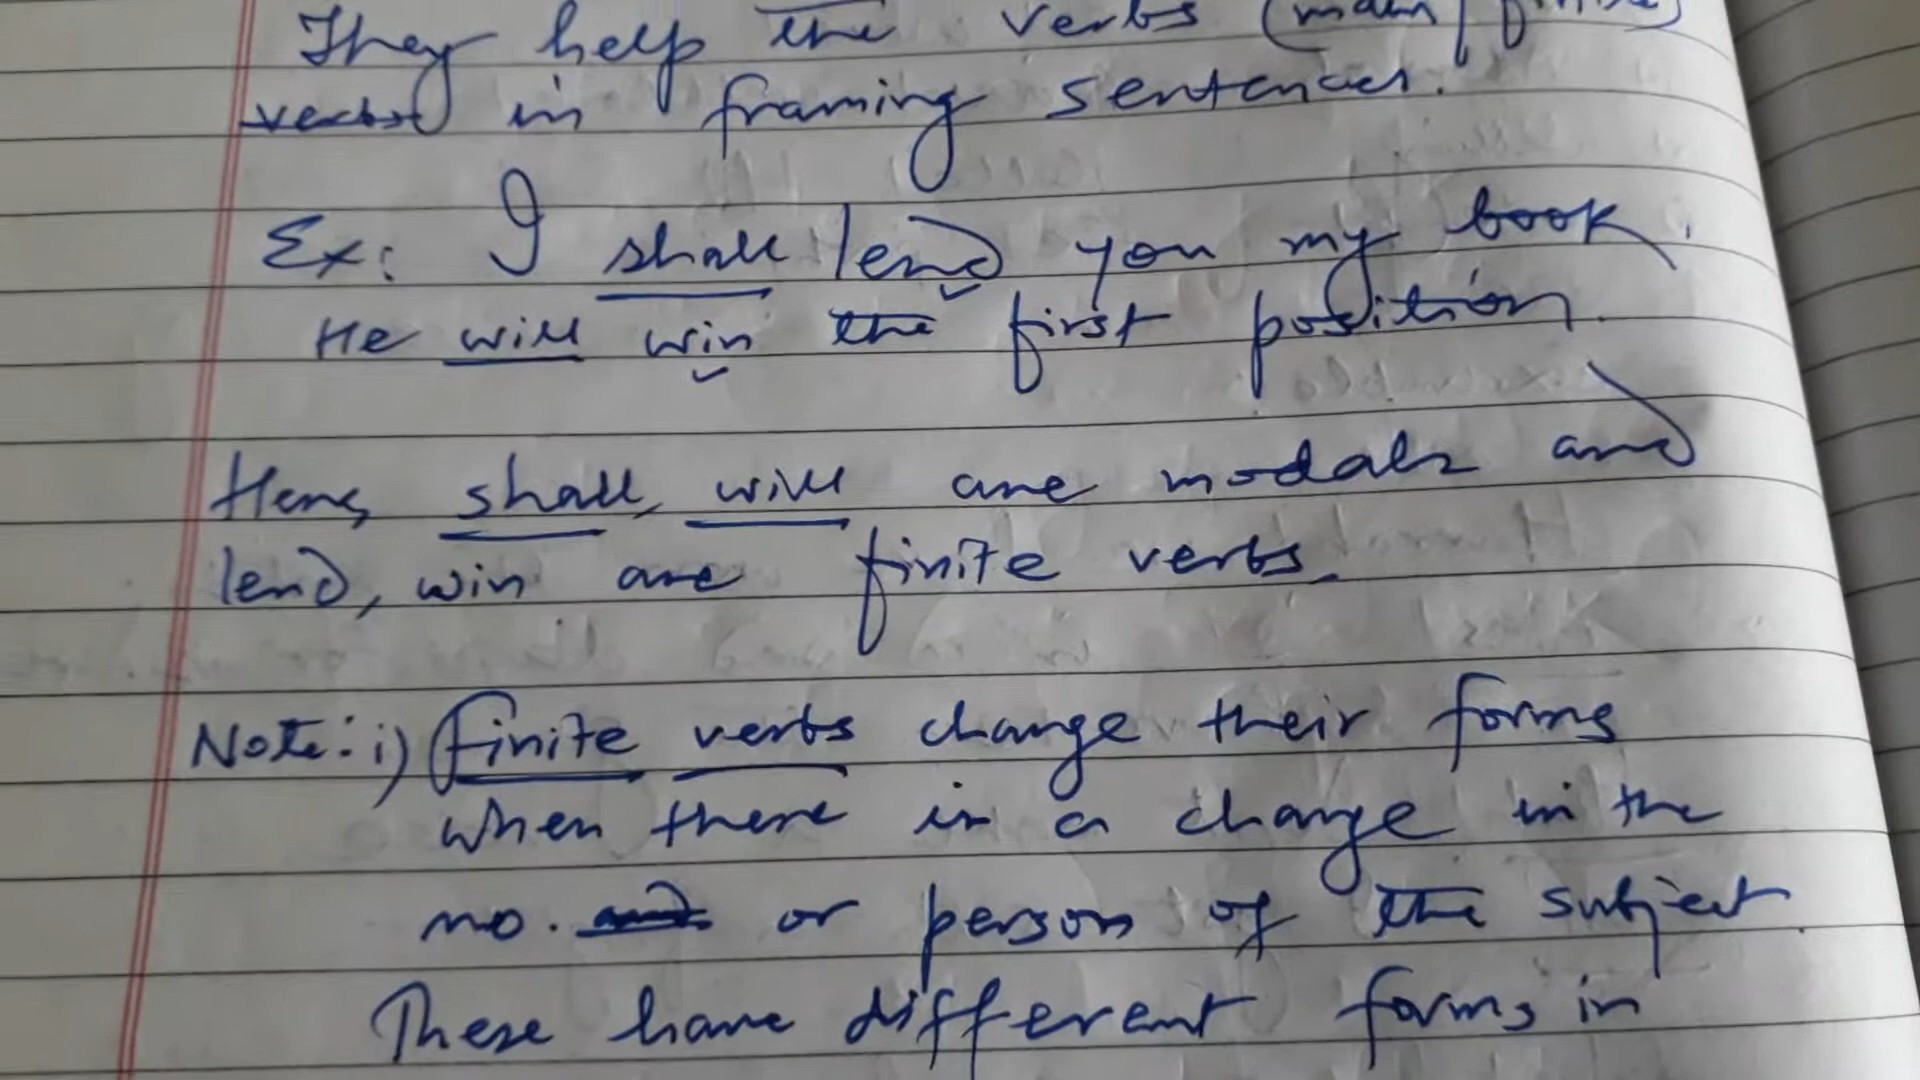 They help the verbs (main/finite)
verbs in framing sentences.
Ex: I shall lend you my book.
He will win the first position.
Here, shall, will are modals and
lend, win are finite verbs.
Note: i) Finite verbs change their forms
when there is a change in the
no. or person of the subject.
These have different forms in